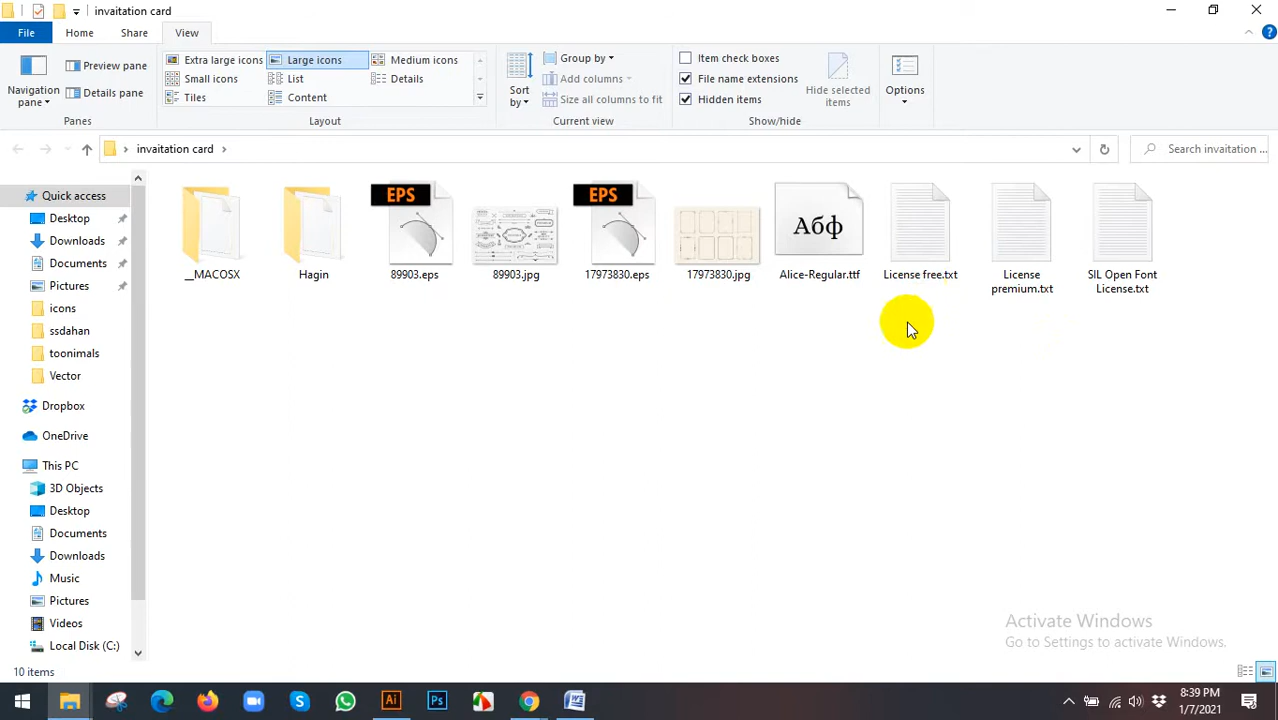 invaitation card
File
Home
Share
View
Navigation pane
Preview pane
Details pane
Panes
Extra large icons
Large icons
Medium icons
Small icons
List
Details
Tiles
Content
Layout
Sort by
Group by
Add columns
Size all columns to fit
Current view
Item check boxes
File name extensions
Hidden items
Hide selected items
Show/hide
Options
invaitation card
Search invaitation ...
Quick access
Desktop
Downloads
Documents
Pictures
icons
ssdahan
toonimals
Vector
Dropbox
OneDrive
This PC
3D Objects
Desktop
Documents
Downloads
Music
Pictures
Videos
Local Disk (C:)
EPS
EPS
Абф
__MACOSX
Hagin
89903.eps
89903.jpg
17973830.eps
17973830.jpg
Alice-Regular.ttf
License free.txt
License premium.txt
SIL Open Font License.txt
Activate Windows
Go to Settings to activate Windows.
10 items
Ai
Ps
8:39 PM
1/7/2021